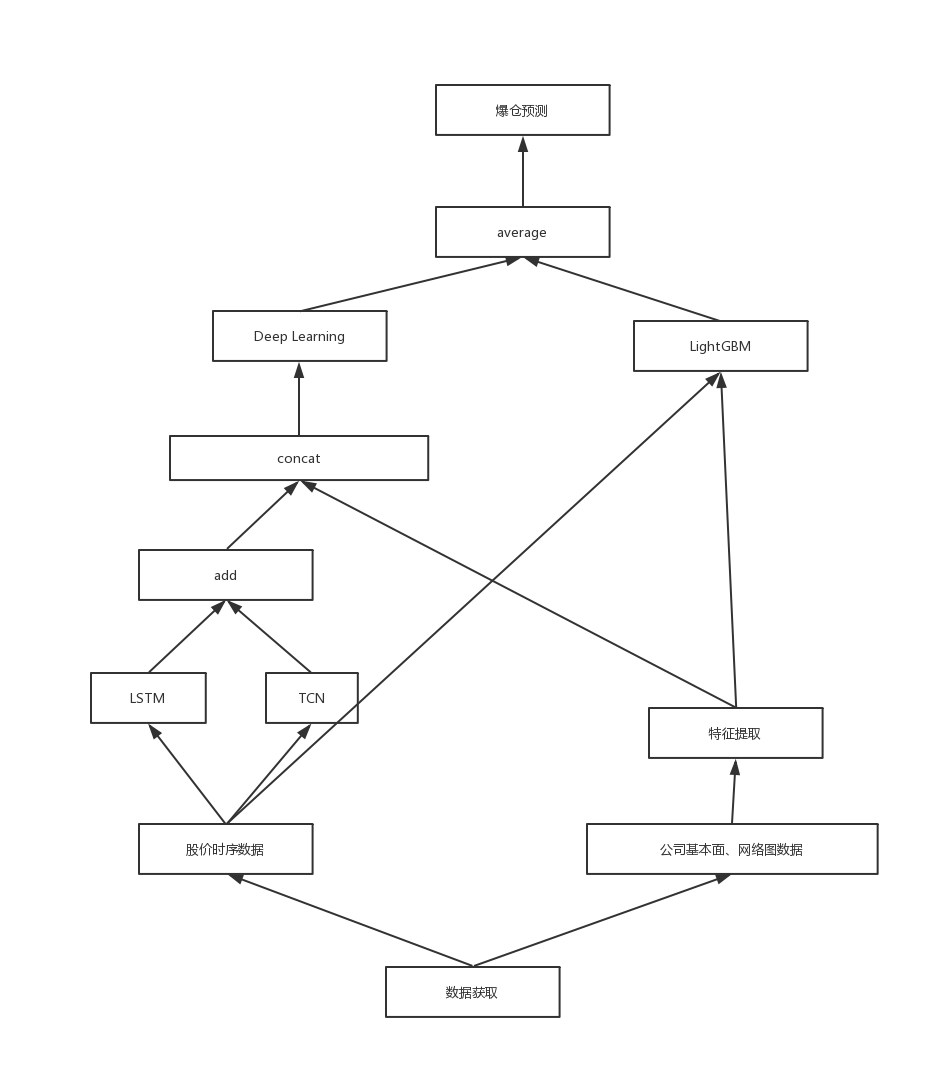 爆仓预测
average
Deep Learning
LightGBM
concat
add
LSTM
TCN
特征提取
股价时序数据
公司基本面、网络图数据
数据获取